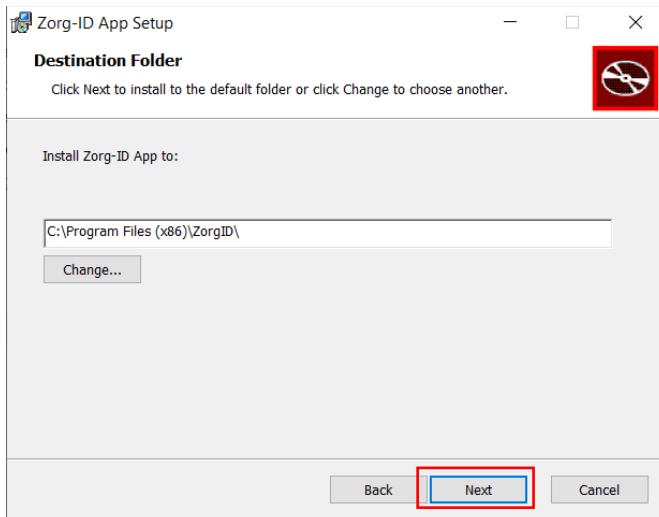 Zorg-ID App Setup
Destination Folder
Click Next to install to the default folder or click Change to choose another.
Install Zorg-ID App to:
C:\Program Files (x86)\ZorgID\
Change...
Back Next Cancel